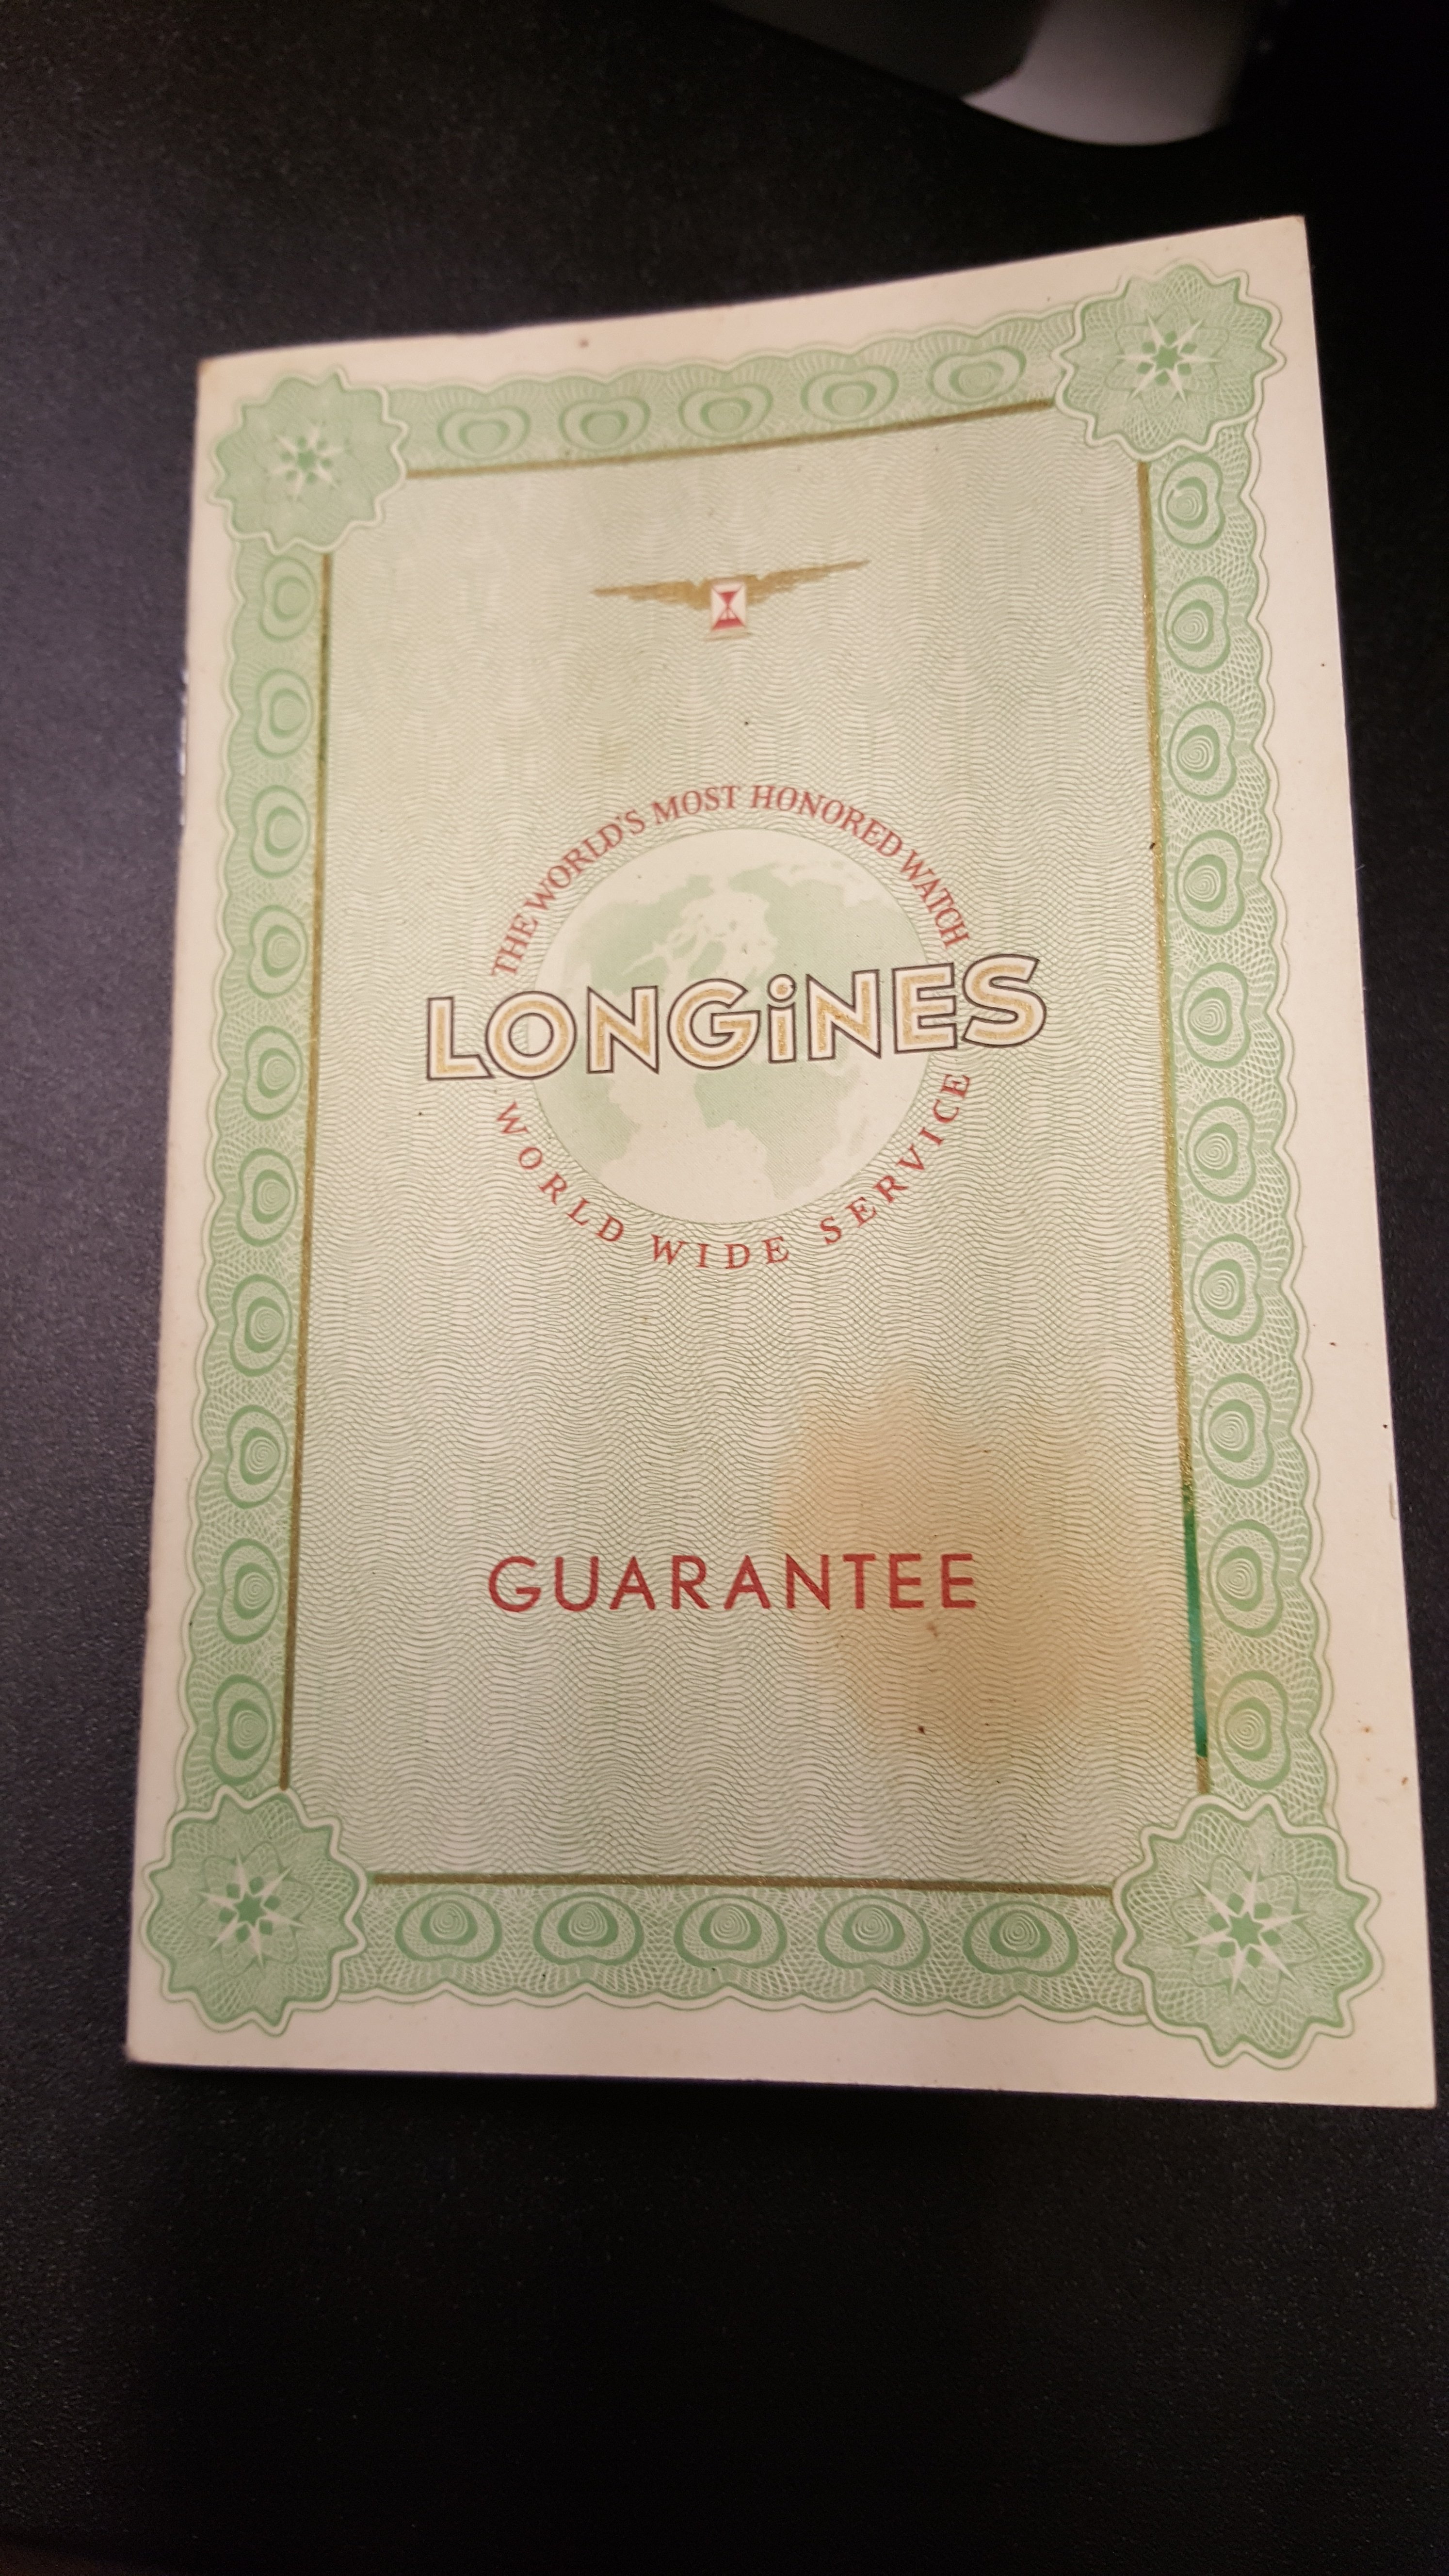 THE WORLD'S MOST HONORED WATCH
LONGiNES
WORLD WIDE SERVICE
GUARANTEE